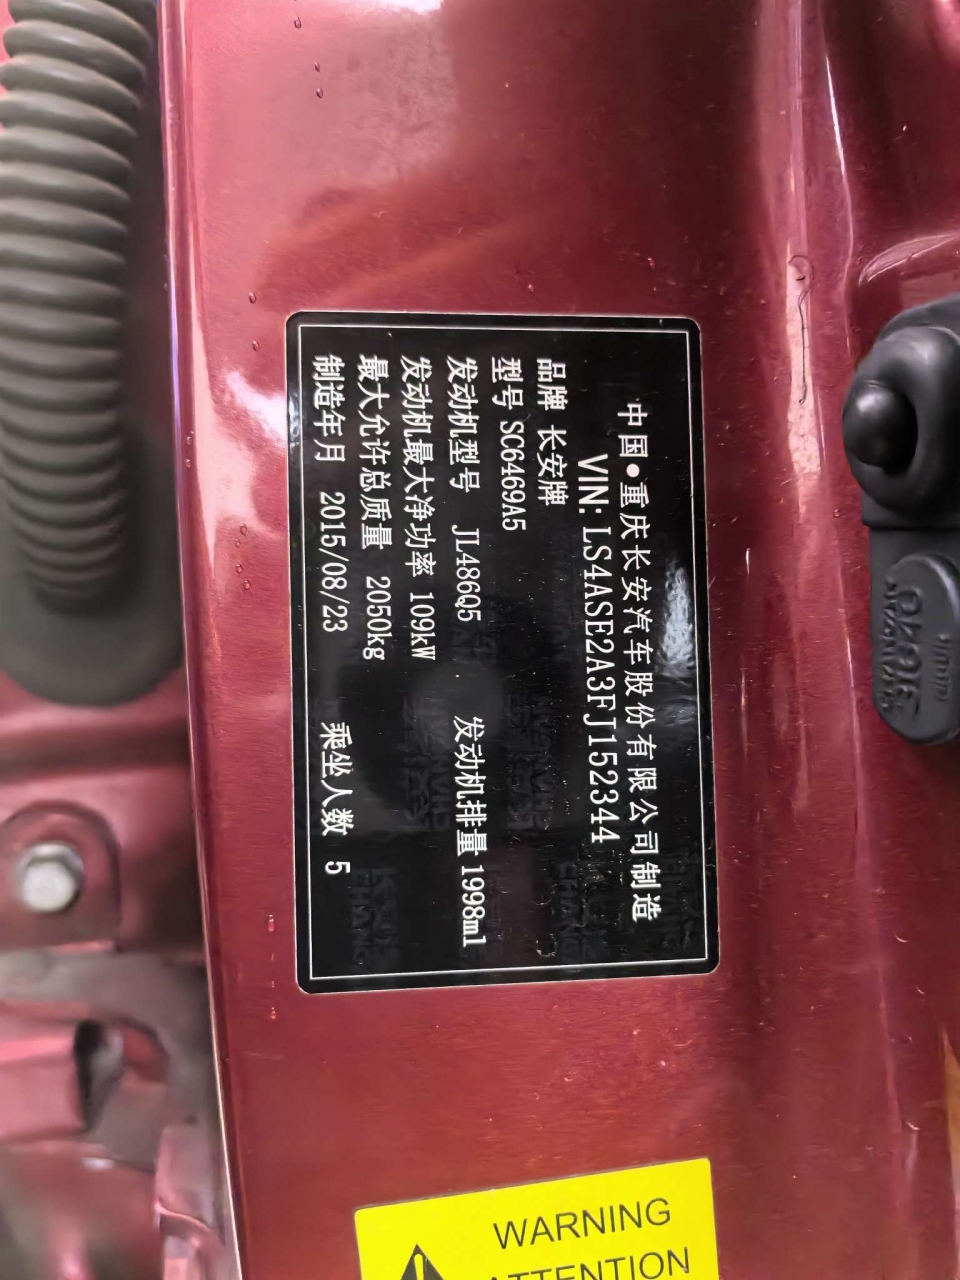 中国•重庆长安汽车股份有限公司制造
VIN: LS4ASE2A3FJ152344
品牌 长安牌
型号 SC6469A5
发动机型号 JL486Q5 发动机排量 1998ml
发动机最大净功率 109kW
最大允许总质量 2050kg
制造年月 2015/08/23 乘坐人数 5
WARNING
ATTENTION